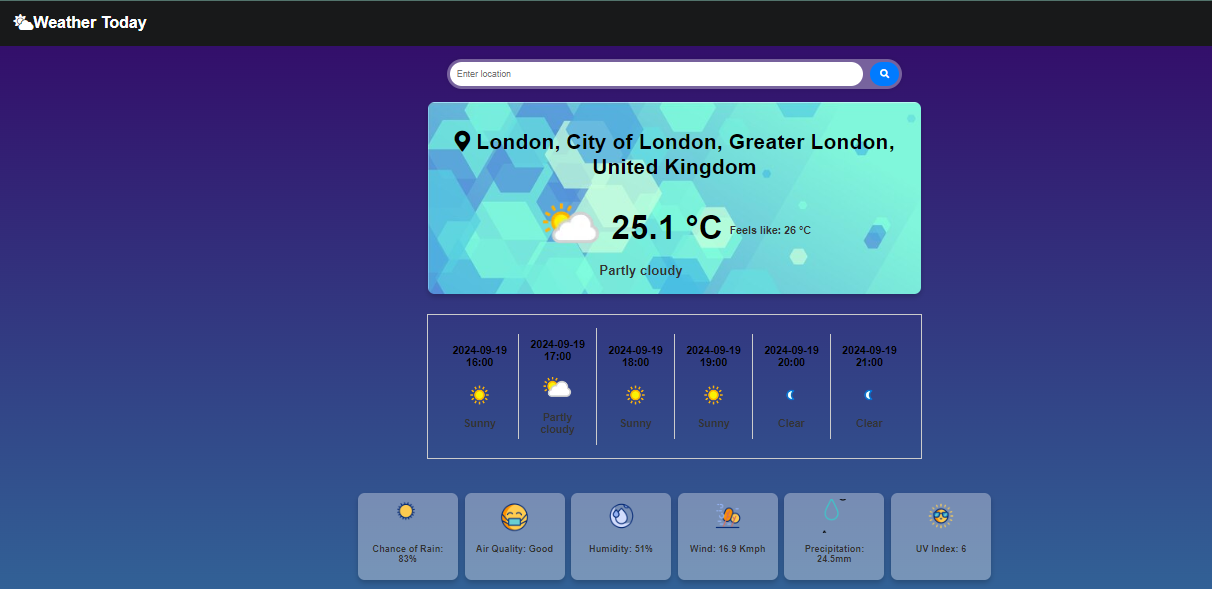 Weather Today
Enter location
London, City of London, Greater London,
United Kingdom
25.1 °C
Feels like: 26 °C
Partly cloudy
2024-09-19
16:00
Sunny
2024-09-19
17:00
Partly
cloudy
2024-09-19
18:00
Sunny
2024-09-19
19:00
Sunny
2024-09-19
20:00
Clear
2024-09-19
21:00
Clear
Chance of Rain:
83%
Air Quality: Good
Humidity: 51%
Wind: 16.9 Kmph
Precipitation:
24.5mm
UV Index: 6